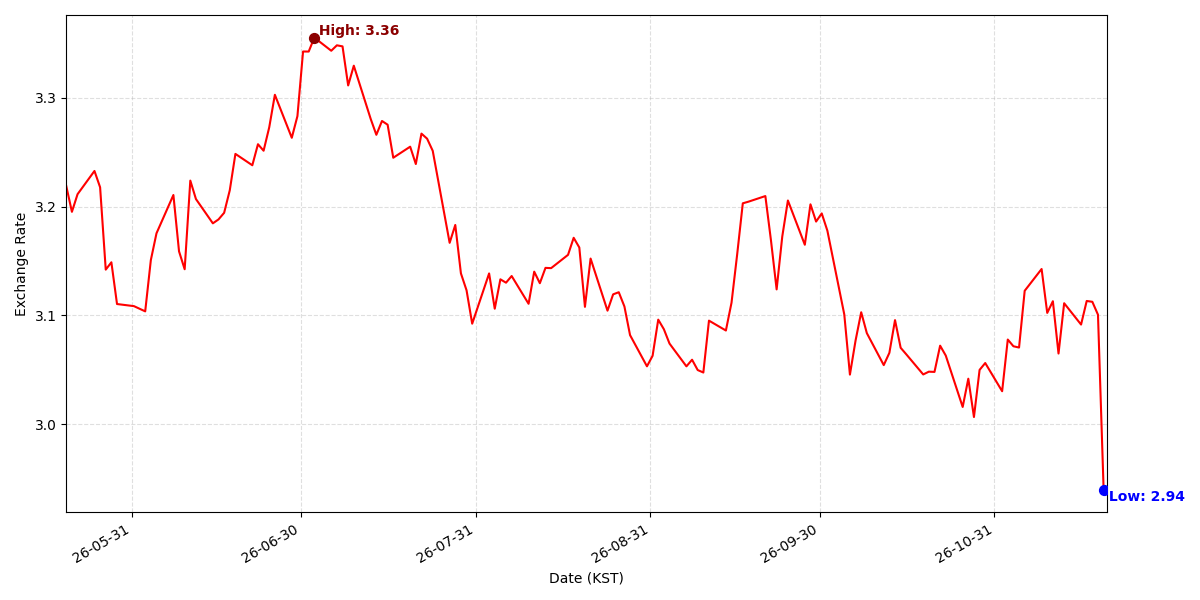 High: 3.36
3.3
3.2
3.1
3.0
Exchange Rate
Low: 2.94
26-05-31
26-06-30
26-07-31
26-08-31
26-09-30
26-10-31
Date (KST)